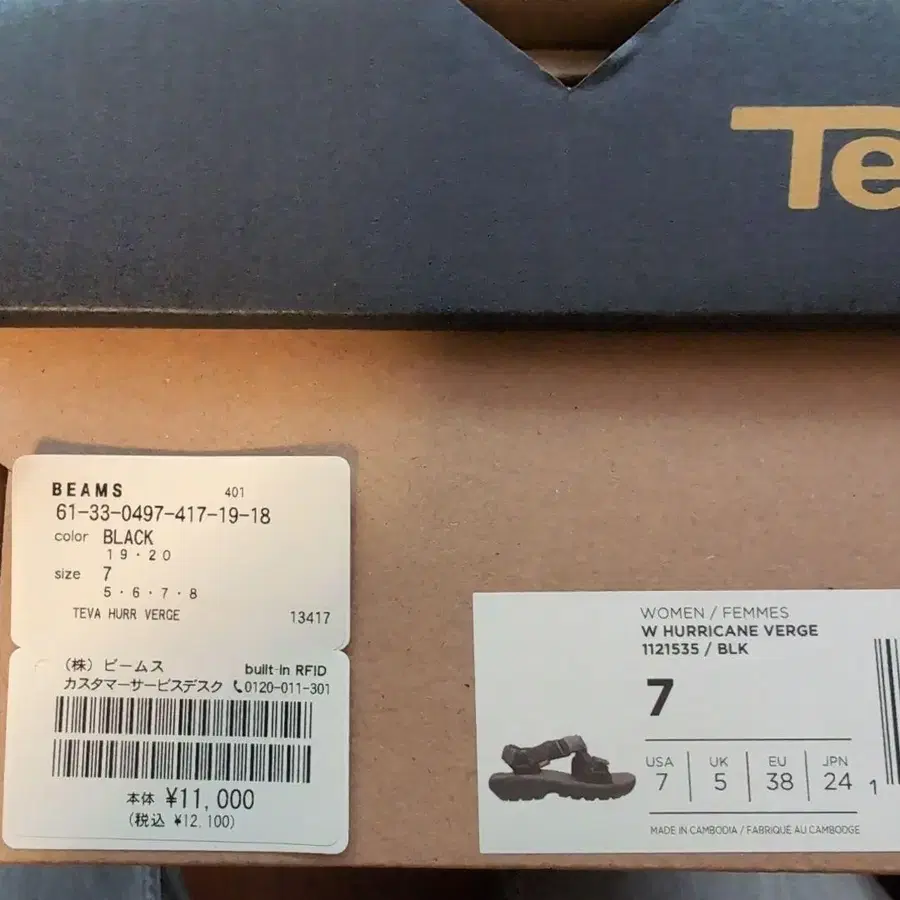 Te
BEAMS 401
61-33-0497-417-19-18
color BLACK
19・20
size 7
5・6・7・8
TEVA HURR VERGE 13417
(株) ビームス built-in RFID
カスタマーサービスデスク 0120-011-301
本体 ¥11,000
(税込 ¥12,100)
WOMEN / FEMMES
W HURRICANE VERGE
1121535 / BLK
7
USA UK EU JPN
7 5 38 24
1
MADE IN CAMBODIA / FABRIQUÉ AU CAMBODGE